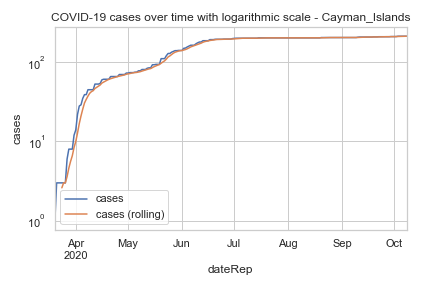 COVID-19 cases over time with logarithmic scale - Cayman_Islands
cases
10²
10¹
10⁰
cases
cases (rolling)
Apr
2020
May
Jun
Jul
Aug
Sep
Oct
dateRep